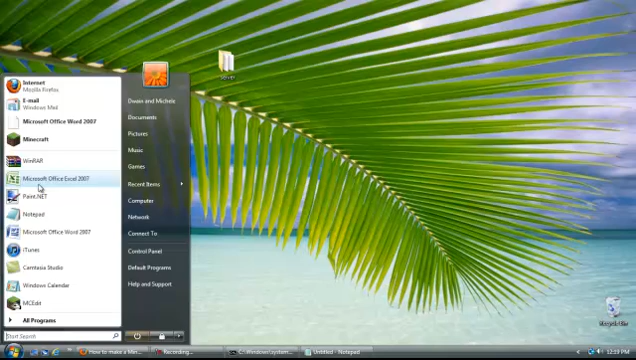 Internet
Mozilla Firefox
E-mail
Windows Mail
Microsoft Office Word 2007
Minecraft
WinRAR
Microsoft Office Excel 2007
Paint.NET
Notepad
Microsoft Office Word 2007
iTunes
Camtasia Studio
Windows Calendar
MCEdit
All Programs
Start Search
Dwain and Michele
Documents
Pictures
Music
Games
Recent Items
Computer
Network
Connect To
Control Panel
Default Programs
Help and Support
Recycle Bin
How to make a Min...
Recording...
C:\Windows\system...
Untitled - Notepad
12:19 PM